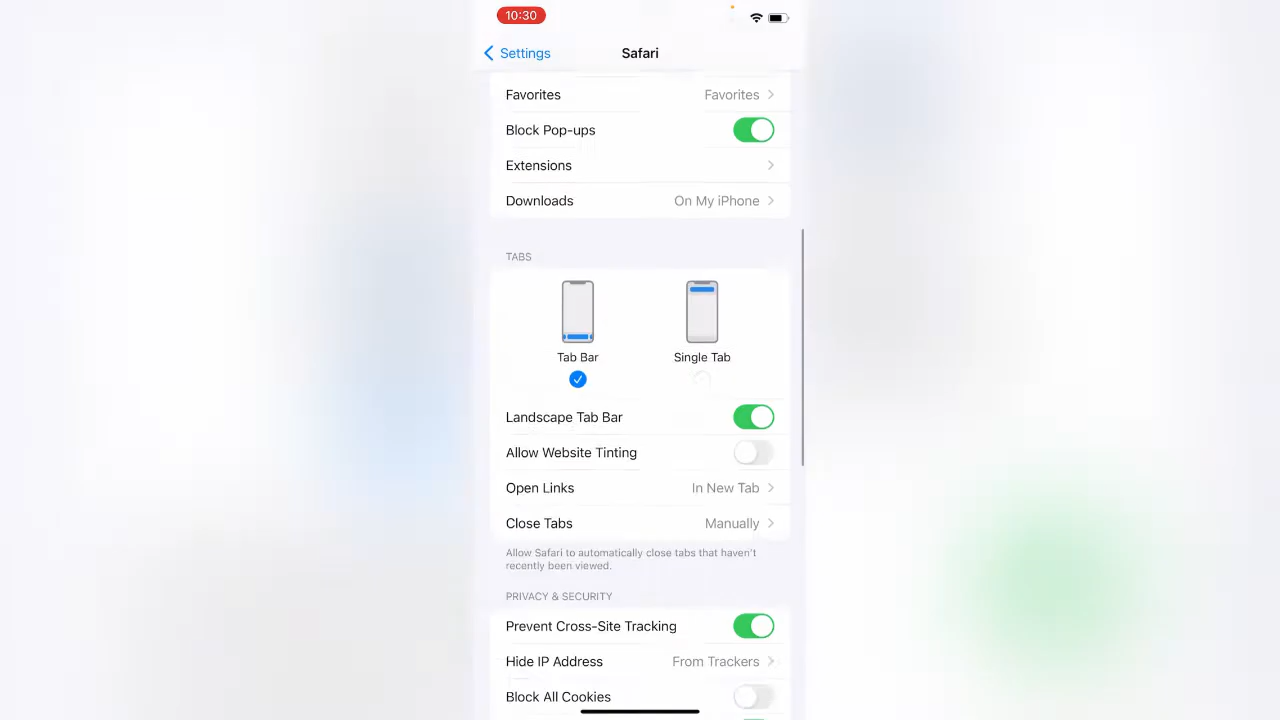 10:30
Settings
Safari
Favorites Favorites
Block Pop-ups
Extensions
Downloads On My iPhone
TABS
Tab Bar Single Tab
Landscape Tab Bar
Allow Website Tinting
Open Links In New Tab
Close Tabs Manually
Allow Safari to automatically close tabs that haven't
recently been viewed.
PRIVACY & SECURITY
Prevent Cross-Site Tracking
Hide IP Address From Trackers
Block All Cookies